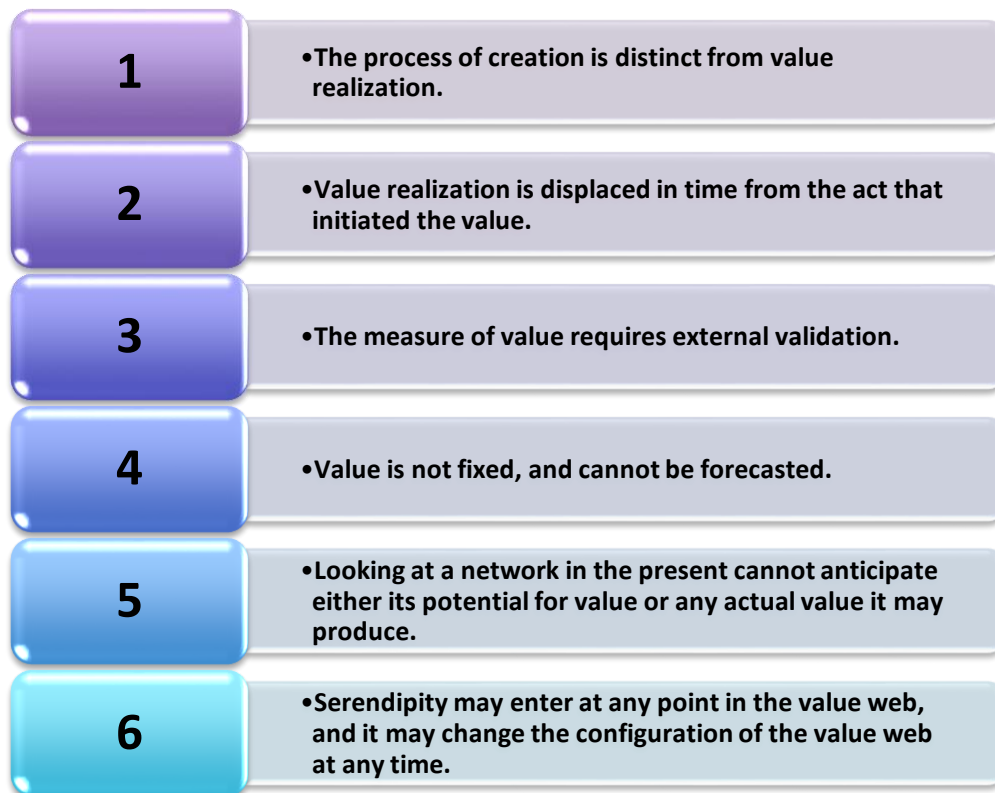 1
•The process of creation is distinct from value
realization.
2
•Value realization is displaced in time from the act that
initiated the value.
3
•The measure of value requires external validation.
4
•Value is not fixed, and cannot be forecasted.
5
•Looking at a network in the present cannot anticipate
either its potential for value or any actual value it may
produce.
6
•Serendipity may enter at any point in the value web,
and it may change the configuration of the value web
at any time.